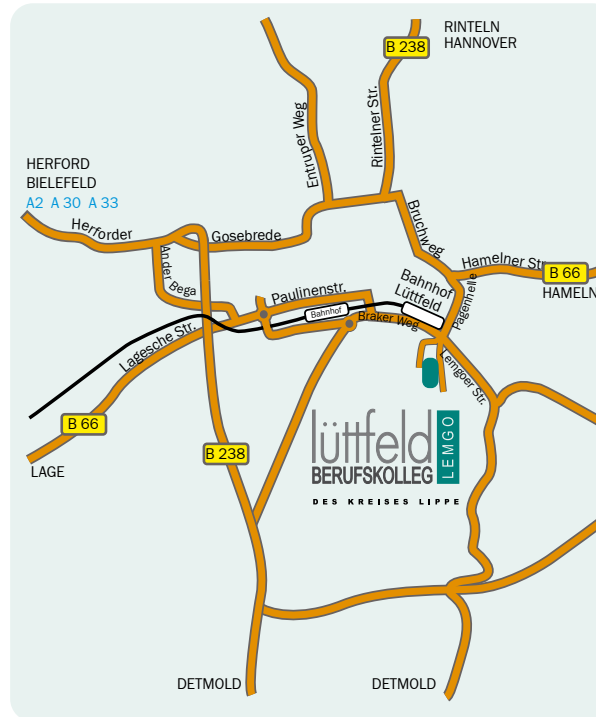 RINTELN
HANNOVER
B 238
Entruper Weg
Rintelner Str.
HERFORD
BIELEFELD
A2 A 30 A 33
Herforder
Gosebrede
Bruchweg
An der Bega
Hamelner Str.
B 66
HAMELN
Bahnhof
Lüttfeld
Pagenhelle
Paulinenstr.
Bahnhof
Braker Weg
Lagesche Str.
Lemgoer Str.
B 66
LAGE
B 238
lüttfeld
BERUFSKOLLEG
LEMGO
DES KREISES LIPPE
DETMOLD
DETMOLD